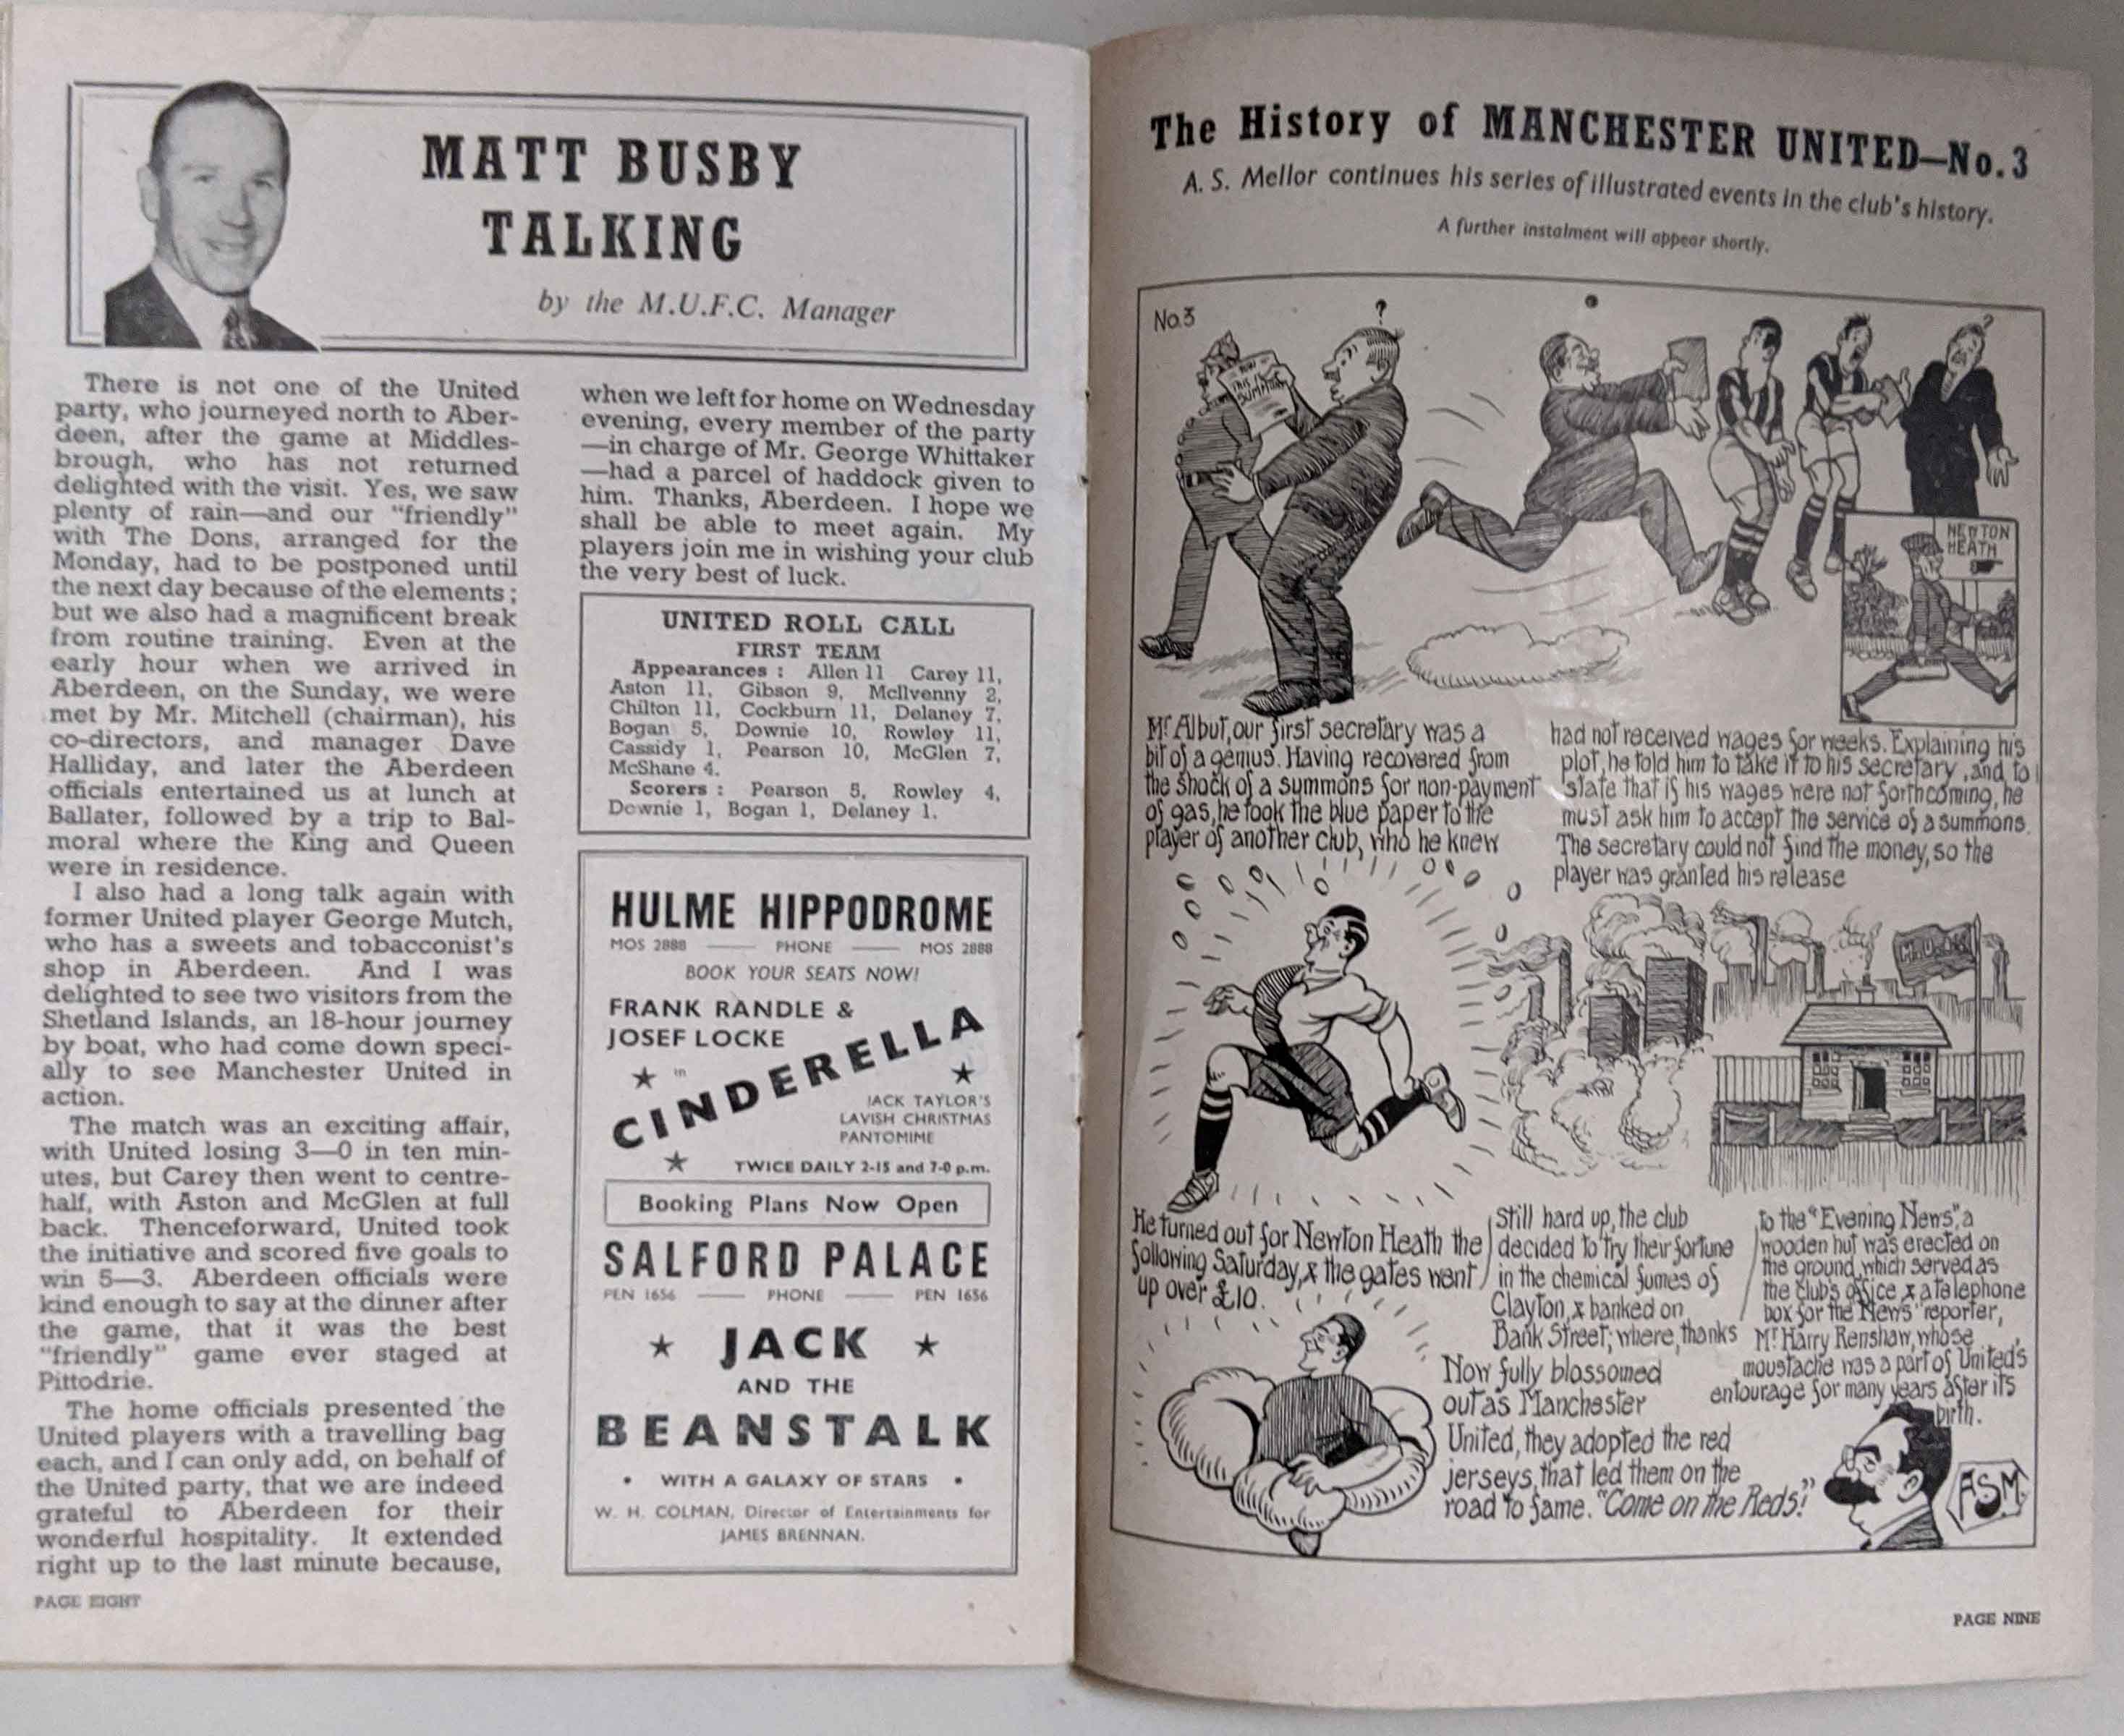 MATT BUSBY
TALKING
by the M.U.F.C. Manager
There is not one of the United
party, who journeyed north to Aber-
deen, after the game at Middles-
brough, who has not returned
delighted with the visit. Yes, we saw
plenty of rain—and our "friendly"
with The Dons, arranged for the
Monday, had to be postponed until
the next day because of the elements;
but we also had a magnificent break
from routine training. Even at the
early hour when we arrived in
Aberdeen, on the Sunday, we were
met by Mr. Mitchell (chairman), his
co-directors, and manager Dave
Halliday, and later the Aberdeen
officials entertained us at lunch at
Ballater, followed by a trip to Bal-
moral where the King and Queen
were in residence.
I also had a long talk again with
former United player George Mutch,
who has a sweets and tobacconist's
shop in Aberdeen. And I was
delighted to see two visitors from the
Shetland Islands, an 18-hour journey
by boat, who had come down speci-
ally to see Manchester United in
action.
The match was an exciting affair,
with United losing 3—0 in ten min-
utes, but Carey then went to centre-
half, with Aston and McGlen at full
back. Thenceforward, United took
the initiative and scored five goals to
win 5—3. Aberdeen officials were
kind enough to say at the dinner after
the game, that it was the best
"friendly" game ever staged at
Pittodrie.
The home officials presented the
United players with a travelling bag
each, and I can only add, on behalf of
the United party, that we are indeed
grateful to Aberdeen for their
wonderful hospitality. It extended
right up to the last minute because,
PAGE EIGHT
when we left for home on Wednesday
evening, every member of the party
—in charge of Mr. George Whittaker
—had a parcel of haddock given to
him. Thanks, Aberdeen. I hope we
shall be able to meet again. My
players join me in wishing your club
the very best of luck.
UNITED ROLL CALL
FIRST TEAM
Appearances : Allen 11 Carey 11,
Aston 11, Gibson 9, McIlvenny 2,
Chilton 11, Cockburn 11, Delaney 7,
Bogan 5, Downie 10, Rowley 11,
Cassidy 1, Pearson 10, McGlen 7,
McShane 4.
Scorers : Pearson 5, Rowley 4,
Downie 1, Bogan 1, Delaney 1.
HULME HIPPODROME
MOS 2888 — PHONE — MOS 2888
BOOK YOUR SEATS NOW!
FRANK RANDLE &
JOSEF LOCKE
in
CINDERELLA
JACK TAYLOR'S
LAVISH CHRISTMAS
PANTOMIME
TWICE DAILY 2-15 and 7-0 p.m.
Booking Plans Now Open
SALFORD PALACE
PEN 1656 — PHONE — PEN 1656
JACK
AND THE
BEANSTALK
• WITH A GALAXY OF STARS •
W. H. COLMAN, Director of Entertainments for
JAMES BRENNAN.
The History of MANCHESTER UNITED—No. 3
A. S. Mellor continues his series of illustrated events in the club's history.
A further instalment will appear shortly.
No.3
?
?
THIS IS
SUMMONS
NEWTON
HEATH
Mr Albut, our first secretary was a
bit of a genius. Having recovered from
the shock of a summons for non-payment
of gas, he took the blue paper to the
player of another club, who he knew
had not received wages for weeks. Explaining his
plot, he told him to take it to his secretary, and to
state that if his wages were not forthcoming, he
must ask him to accept the service of a summons.
The secretary could not find the money, so the
player was granted his release
He turned out for Newton Heath the
following Saturday, & the gates went
up over £10.
Still hard up, the club
decided to try their fortune
in the chemical fumes of
Clayton, & banked on
Bank Street; where, thanks
to the "Evening News", a
wooden hut was erected on
the ground, which served as
the club's office & a telephone
box for the "News" reporter,
Mr Harry Renshaw, whose
moustache was a part of United's
entourage for many years after its
birth.
Now fully blossomed
out as Manchester
United, they adopted the red
jerseys, that led them on the
road to fame. "Come on the Reds!"
ASM
PAGE NINE